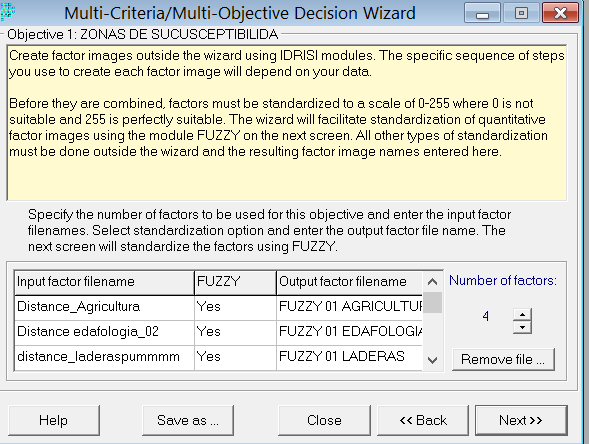 Multi-Criteria/Multi-Objective Decision Wizard
Objective 1: ZONAS DE SUCUSCEPTIBILIDA
Create factor images outside the wizard using IDRISI modules. The specific sequence of steps
you use to create each factor image will depend on your data.
Before they are combined, factors must be standardized to a scale of 0-255 where 0 is not
suitable and 255 is perfectly suitable. The wizard will facilitate standardization of quantitative
factor images using the module FUZZY on the next screen. All other types of standardization
must be done outside the wizard and the resulting factor image names entered here.
Specify the number of factors to be used for this objective and enter the input factor
filenames. Select standardization option and enter the output factor file name. The
next screen will standardize the factors using FUZZY.
Input factor filename FUZZY Output factor filename
Number of factors:
Distance_Agricultura Yes FUZZY 01 AGRICULTUR
4
Distance edafologia_02 Yes FUZZY 01 EDAFOLOGIA
distance_laderaspummmm Yes FUZZY 01 LADERAS
Remove file ...
Help Save as ... Close << Back Next >>